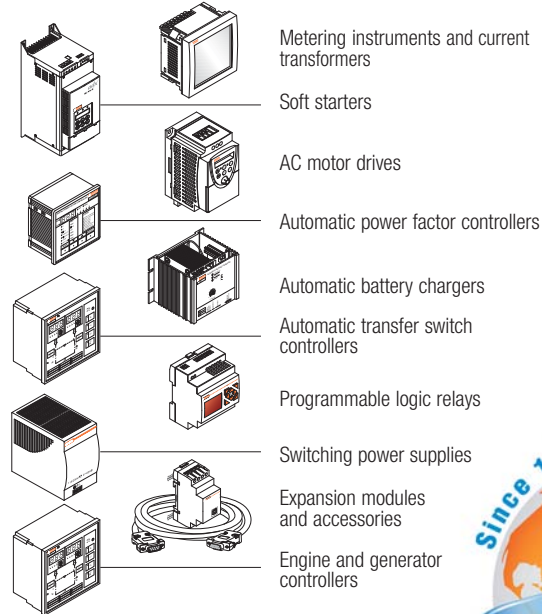 Metering instruments and current
transformers
Soft starters
AC motor drives
Automatic power factor controllers
Automatic battery chargers
Automatic transfer switch
controllers
Programmable logic relays
Switching power supplies
Expansion modules
and accessories
Engine and generator
controllers
Since